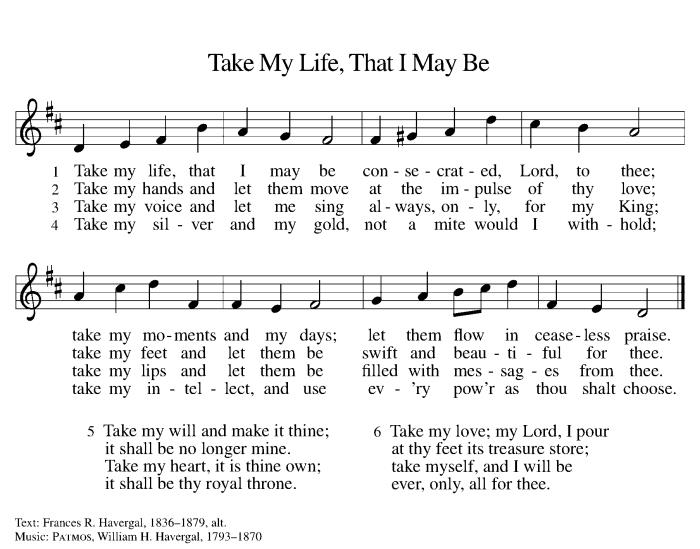 Take My Life, That I May Be
1 Take my life, that I may be con - se - crat - ed, Lord, to thee;
2 Take my hands and let them move at the im - pulse of thy love;
3 Take my voice and let me sing al - ways, on - ly, for my King;
4 Take my sil - ver and my gold, not a mite would I with - hold;
take my mo - ments and my days; let them flow in cease - less praise.
take my feet and let them be swift and beau - ti - ful for thee.
take my lips and let them be filled with mes - sag - es from thee.
take my in - tel - lect, and use ev - 'ry pow'r as thou shalt choose.
5 Take my will and make it thine;
it shall be no longer mine.
Take my heart, it is thine own;
it shall be thy royal throne.
6 Take my love; my Lord, I pour
at thy feet its treasure store;
take myself, and I will be
ever, only, all for thee.
Text: Frances R. Havergal, 1836–1879, alt.
Music: PATMOS, William H. Havergal, 1793–1870